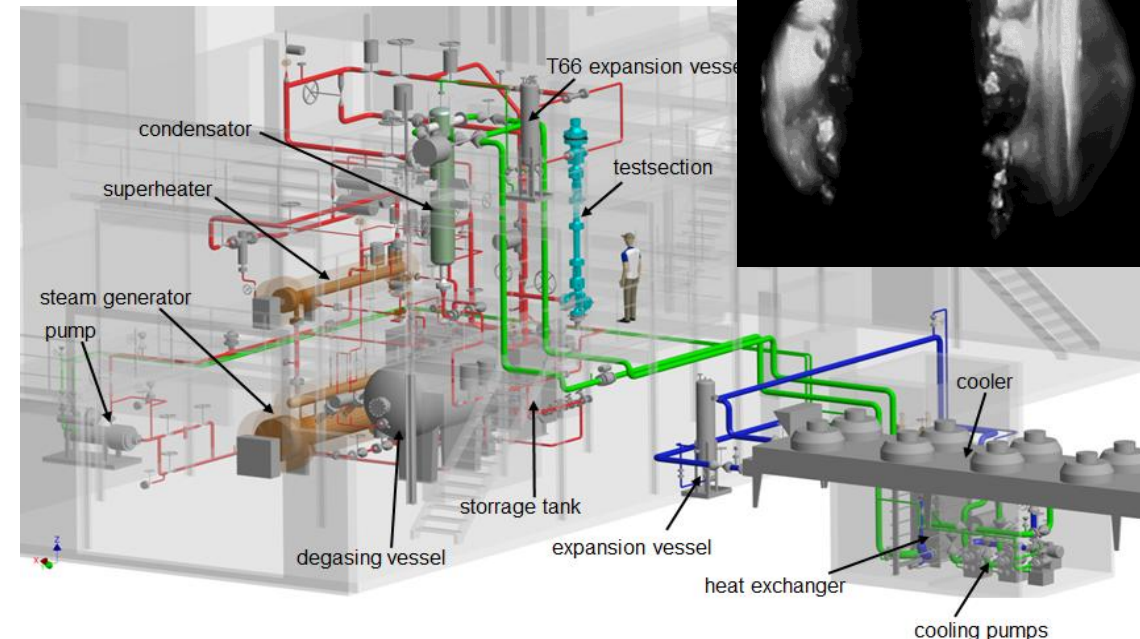 T66 expansion vesse
condensator
testsection
superheater
steam generator
pump
cooler
storrage tank
expansion vessel
degasing vessel
heat exchanger
cooling pumps
z
x